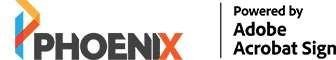 PHOENIX
Powered by
Adobe
Acrobat Sign